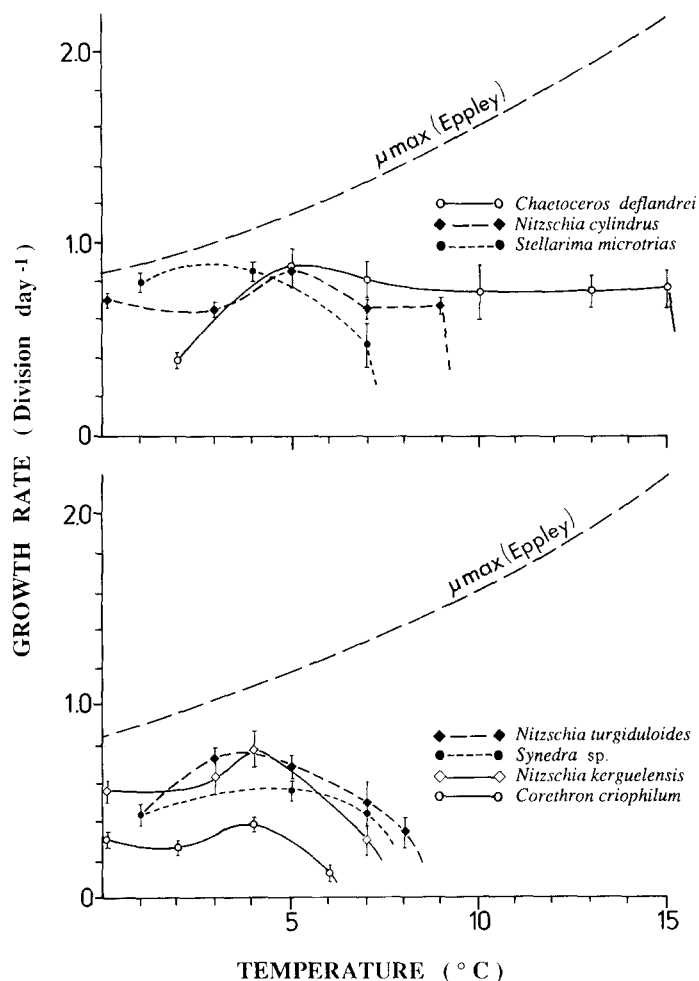 2.0
μmax (Eppley)
Chaetoceros deflandrei
Nitzschia cylindrus
Stellarima microtrias
1.0
0
GROWTH RATE ( Division day -1 )
2.0
μmax (Eppley)
Nitzschia turgiduloides
Synedra sp.
Nitzschia kerguelensis
Corethron criophilum
1.0
0
5
10
15
TEMPERATURE ( ° C )